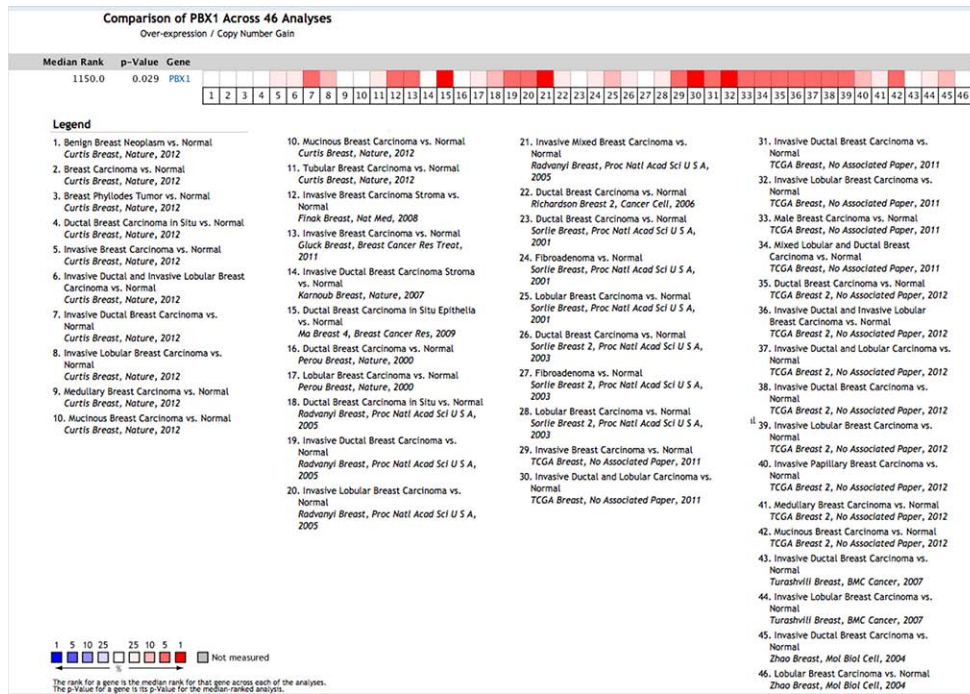 Comparison of PBX1 Across 46 Analyses
Over-expression / Copy Number Gain
Median Rank p-Value Gene
1150.0 0.029 PBX1
1 2 3 4 5 6 7 8 9 10 11 12 13 14 15 16 17 18 19 20 21 22 23 24 25 26 27 28 29 30 31 32 33 34 35 36 37 38 39 40 41 42 43 44 45 46
Legend
1. Benign Breast Neoplasm vs. Normal
Curtis Breast, Nature, 2012
2. Breast Carcinoma vs. Normal
Curtis Breast, Nature, 2012
3. Breast Phyllodes Tumor vs. Normal
Curtis Breast, Nature, 2012
4. Ductal Breast Carcinoma in Situ vs. Normal
Curtis Breast, Nature, 2012
5. Invasive Breast Carcinoma vs. Normal
Curtis Breast, Nature, 2012
6. Invasive Ductal and Invasive Lobular Breast
Carcinoma vs. Normal
Curtis Breast, Nature, 2012
7. Invasive Ductal Breast Carcinoma vs.
Normal
Curtis Breast, Nature, 2012
8. Invasive Lobular Breast Carcinoma vs.
Normal
Curtis Breast, Nature, 2012
9. Medullary Breast Carcinoma vs. Normal
Curtis Breast, Nature, 2012
10. Mucinous Breast Carcinoma vs. Normal
Curtis Breast, Nature, 2012
10. Mucinous Breast Carcinoma vs. Normal
Curtis Breast, Nature, 2012
11. Tubular Breast Carcinoma vs. Normal
Curtis Breast, Nature, 2012
12. Invasive Breast Carcinoma Stroma vs.
Normal
Finak Breast, Nat Med, 2008
13. Invasive Breast Carcinoma vs. Normal
Gluck Breast, Breast Cancer Res Treat,
2011
14. Invasive Ductal Breast Carcinoma Stroma
vs. Normal
Karnoub Breast, Nature, 2007
15. Ductal Breast Carcinoma in Situ Epithelia
vs. Normal
Ma Breast 4, Breast Cancer Res, 2009
16. Ductal Breast Carcinoma vs. Normal
Perou Breast, Nature, 2000
17. Lobular Breast Carcinoma vs. Normal
Perou Breast, Nature, 2000
18. Ductal Breast Carcinoma in Situ vs. Normal
Radvanyi Breast, Proc Natl Acad Sci U S A,
2005
19. Invasive Ductal Breast Carcinoma vs.
Normal
Radvanyi Breast, Proc Natl Acad Sci U S A,
2005
20. Invasive Lobular Breast Carcinoma vs.
Normal
Radvanyi Breast, Proc Natl Acad Sci U S A,
2005
21. Invasive Mixed Breast Carcinoma vs.
Normal
Radvanyi Breast, Proc Natl Acad Sci U S A,
2005
22. Ductal Breast Carcinoma vs. Normal
Richardson Breast 2, Cancer Cell, 2006
23. Ductal Breast Carcinoma vs. Normal
Sorlie Breast, Proc Natl Acad Sci U S A,
2001
24. Fibroadenoma vs. Normal
Sorlie Breast, Proc Natl Acad Sci U S A,
2001
25. Lobular Breast Carcinoma vs. Normal
Sorlie Breast, Proc Natl Acad Sci U S A,
2001
26. Ductal Breast Carcinoma vs. Normal
Sorlie Breast 2, Proc Natl Acad Sci U S A,
2003
27. Fibroadenoma vs. Normal
Sorlie Breast 2, Proc Natl Acad Sci U S A,
2003
28. Lobular Breast Carcinoma vs. Normal
Sorlie Breast 2, Proc Natl Acad Sci U S A,
2003
29. Invasive Breast Carcinoma vs. Normal
TCGA Breast, No Associated Paper, 2011
30. Invasive Ductal and Lobular Carcinoma vs.
Normal
TCGA Breast, No Associated Paper, 2011
31. Invasive Ductal Breast Carcinoma vs.
Normal
TCGA Breast, No Associated Paper, 2011
32. Invasive Lobular Breast Carcinoma vs.
Normal
TCGA Breast, No Associated Paper, 2011
33. Male Breast Carcinoma vs. Normal
TCGA Breast, No Associated Paper, 2011
34. Mixed Lobular and Ductal Breast
Carcinoma vs. Normal
TCGA Breast, No Associated Paper, 2011
35. Ductal Breast Carcinoma vs. Normal
TCGA Breast 2, No Associated Paper, 2012
36. Invasive Ductal and Invasive Lobular
Breast Carcinoma vs. Normal
TCGA Breast 2, No Associated Paper, 2012
37. Invasive Ductal and Lobular Carcinoma vs.
Normal
TCGA Breast 2, No Associated Paper, 2012
38. Invasive Ductal Breast Carcinoma vs.
Normal
TCGA Breast 2, No Associated Paper, 2012
39. Invasive Lobular Breast Carcinoma vs.
Normal
TCGA Breast 2, No Associated Paper, 2012
40. Invasive Papillary Breast Carcinoma vs.
Normal
TCGA Breast 2, No Associated Paper, 2012
41. Medullary Breast Carcinoma vs. Normal
TCGA Breast 2, No Associated Paper, 2012
42. Mucinous Breast Carcinoma vs. Normal
TCGA Breast 2, No Associated Paper, 2012
43. Invasive Ductal Breast Carcinoma vs.
Normal
Turashvili Breast, BMC Cancer, 2007
44. Invasive Lobular Breast Carcinoma vs.
Normal
Turashvili Breast, BMC Cancer, 2007
45. Invasive Ductal Breast Carcinoma vs.
Normal
Zhao Breast, Mol Biol Cell, 2004
46. Lobular Breast Carcinoma vs. Normal
Zhao Breast, Mol Biol Cell, 2004
1 5 10 25 25 10 5 1
% Not measured
The rank for a gene is the median rank for that gene across each of the analyses.
The p-Value for a gene is its p-Value for the median-ranked analysis.